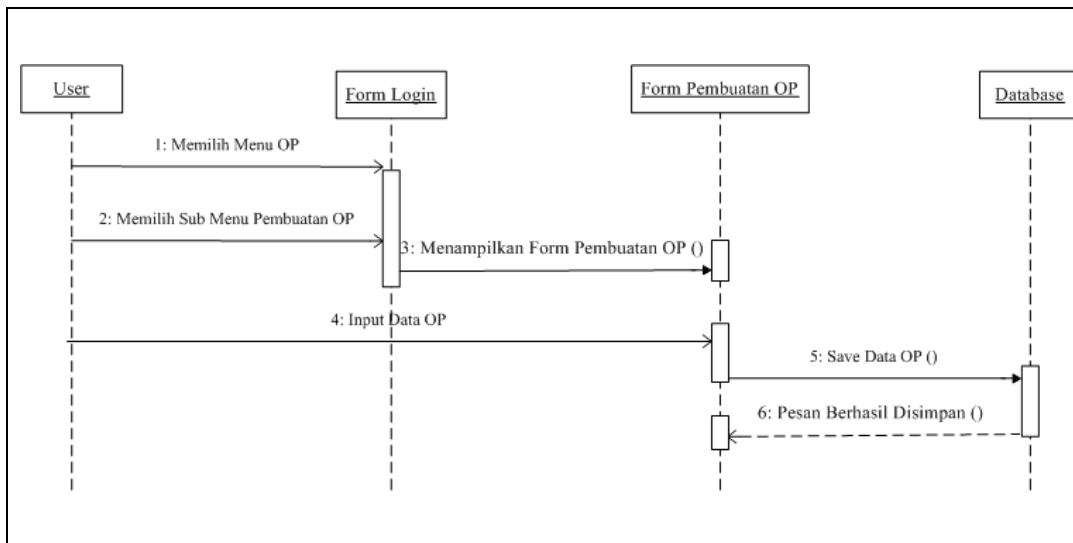 User
Form Login
Form Pembuatan OP
Database
1: Memilih Menu OP
2: Memilih Sub Menu Pembuatan OP
3: Menampilkan Form Pembuatan OP ()
4: Input Data OP
5: Save Data OP ()
6: Pesan Berhasil Disimpan ()